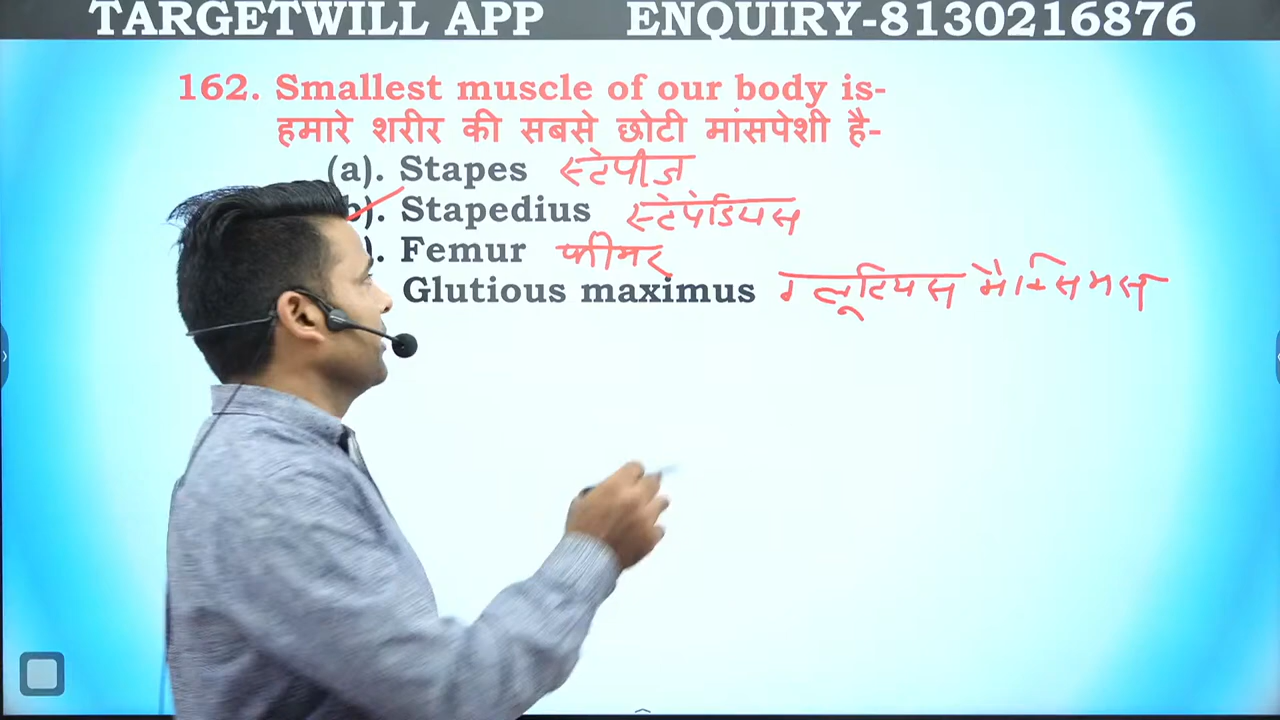 TARGETWILL APP ENQUIRY-8130216876
162. Smallest muscle of our body is-
हमारे शरीर की सबसे छोटी मांसपेशी है-
(a). Stapes स्टेपीज
b). Stapedius स्टेपेडियस
). Femur फीमर
Glutious maximus ग्लूटियस मैक्सिमस